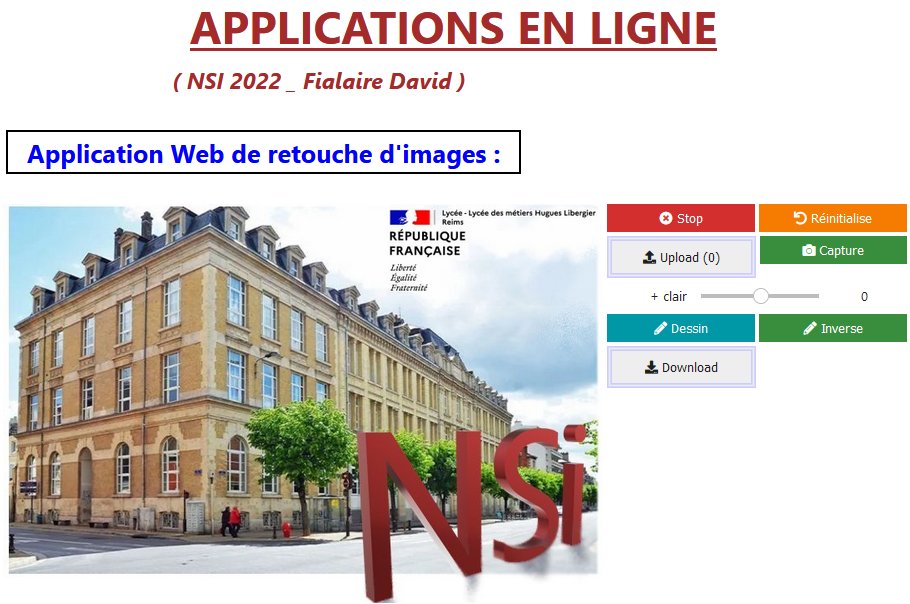 APPLICATIONS EN LIGNE
( NSI 2022 _ Fialaire David )
Application Web de retouche d'images :
Lycée - Lycée des métiers Hugues Libergier
Reims
RÉPUBLIQUE
FRANÇAISE
Liberté
Égalité
Fraternité
NSi
Stop
Réinitialise
Upload (0)
Capture
+ clair
0
Dessin
Inverse
Download